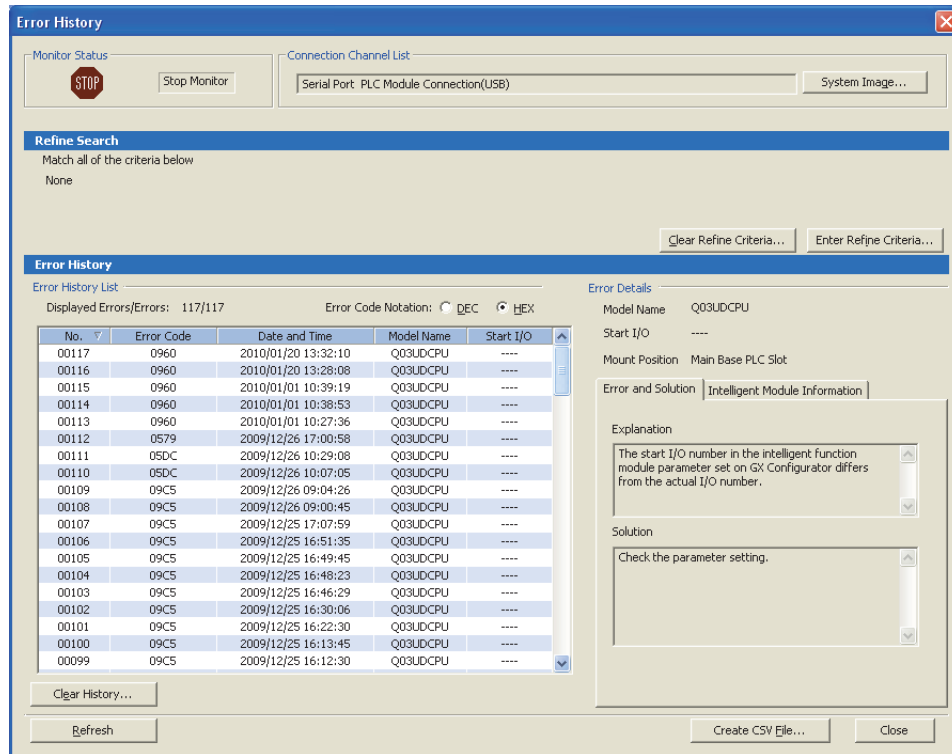 Error History
Monitor Status
STOP
Stop Monitor
Connection Channel List
Serial Port PLC Module Connection(USB)
System Image...
Refine Search
Match all of the criteria below
None
Clear Refine Criteria...
Enter Refine Criteria...
Error History
Error History List
Displayed Errors/Errors: 117/117
Error Code Notation: DEC HEX
No. Error Code Date and Time Model Name Start I/O
00117 0960 2010/01/20 13:32:10 Q03UDCPU ----
00116 0960 2010/01/20 13:28:08 Q03UDCPU ----
00115 0960 2010/01/01 10:39:19 Q03UDCPU ----
00114 0960 2010/01/01 10:38:53 Q03UDCPU ----
00113 0960 2010/01/01 10:27:36 Q03UDCPU ----
00112 0579 2009/12/26 17:00:58 Q03UDCPU ----
00111 05DC 2009/12/26 10:29:08 Q03UDCPU ----
00110 05DC 2009/12/26 10:07:05 Q03UDCPU ----
00109 09C5 2009/12/26 09:04:26 Q03UDCPU ----
00108 09C5 2009/12/26 09:00:45 Q03UDCPU ----
00107 09C5 2009/12/25 17:07:59 Q03UDCPU ----
00106 09C5 2009/12/25 16:51:35 Q03UDCPU ----
00105 09C5 2009/12/25 16:49:45 Q03UDCPU ----
00104 09C5 2009/12/25 16:48:23 Q03UDCPU ----
00103 09C5 2009/12/25 16:46:29 Q03UDCPU ----
00102 09C5 2009/12/25 16:30:06 Q03UDCPU ----
00101 09C5 2009/12/25 16:22:30 Q03UDCPU ----
00100 09C5 2009/12/25 16:13:45 Q03UDCPU ----
00099 09C5 2009/12/25 16:12:30 Q03UDCPU ----
Clear History...
Error Details
Model Name Q03UDCPU
Start I/O ----
Mount Position Main Base PLC Slot
Error and Solution Intelligent Module Information
Explanation
The start I/O number in the intelligent function
module parameter set on GX Configurator differs
from the actual I/O number.
Solution
Check the parameter setting.
Refresh
Create CSV File...
Close